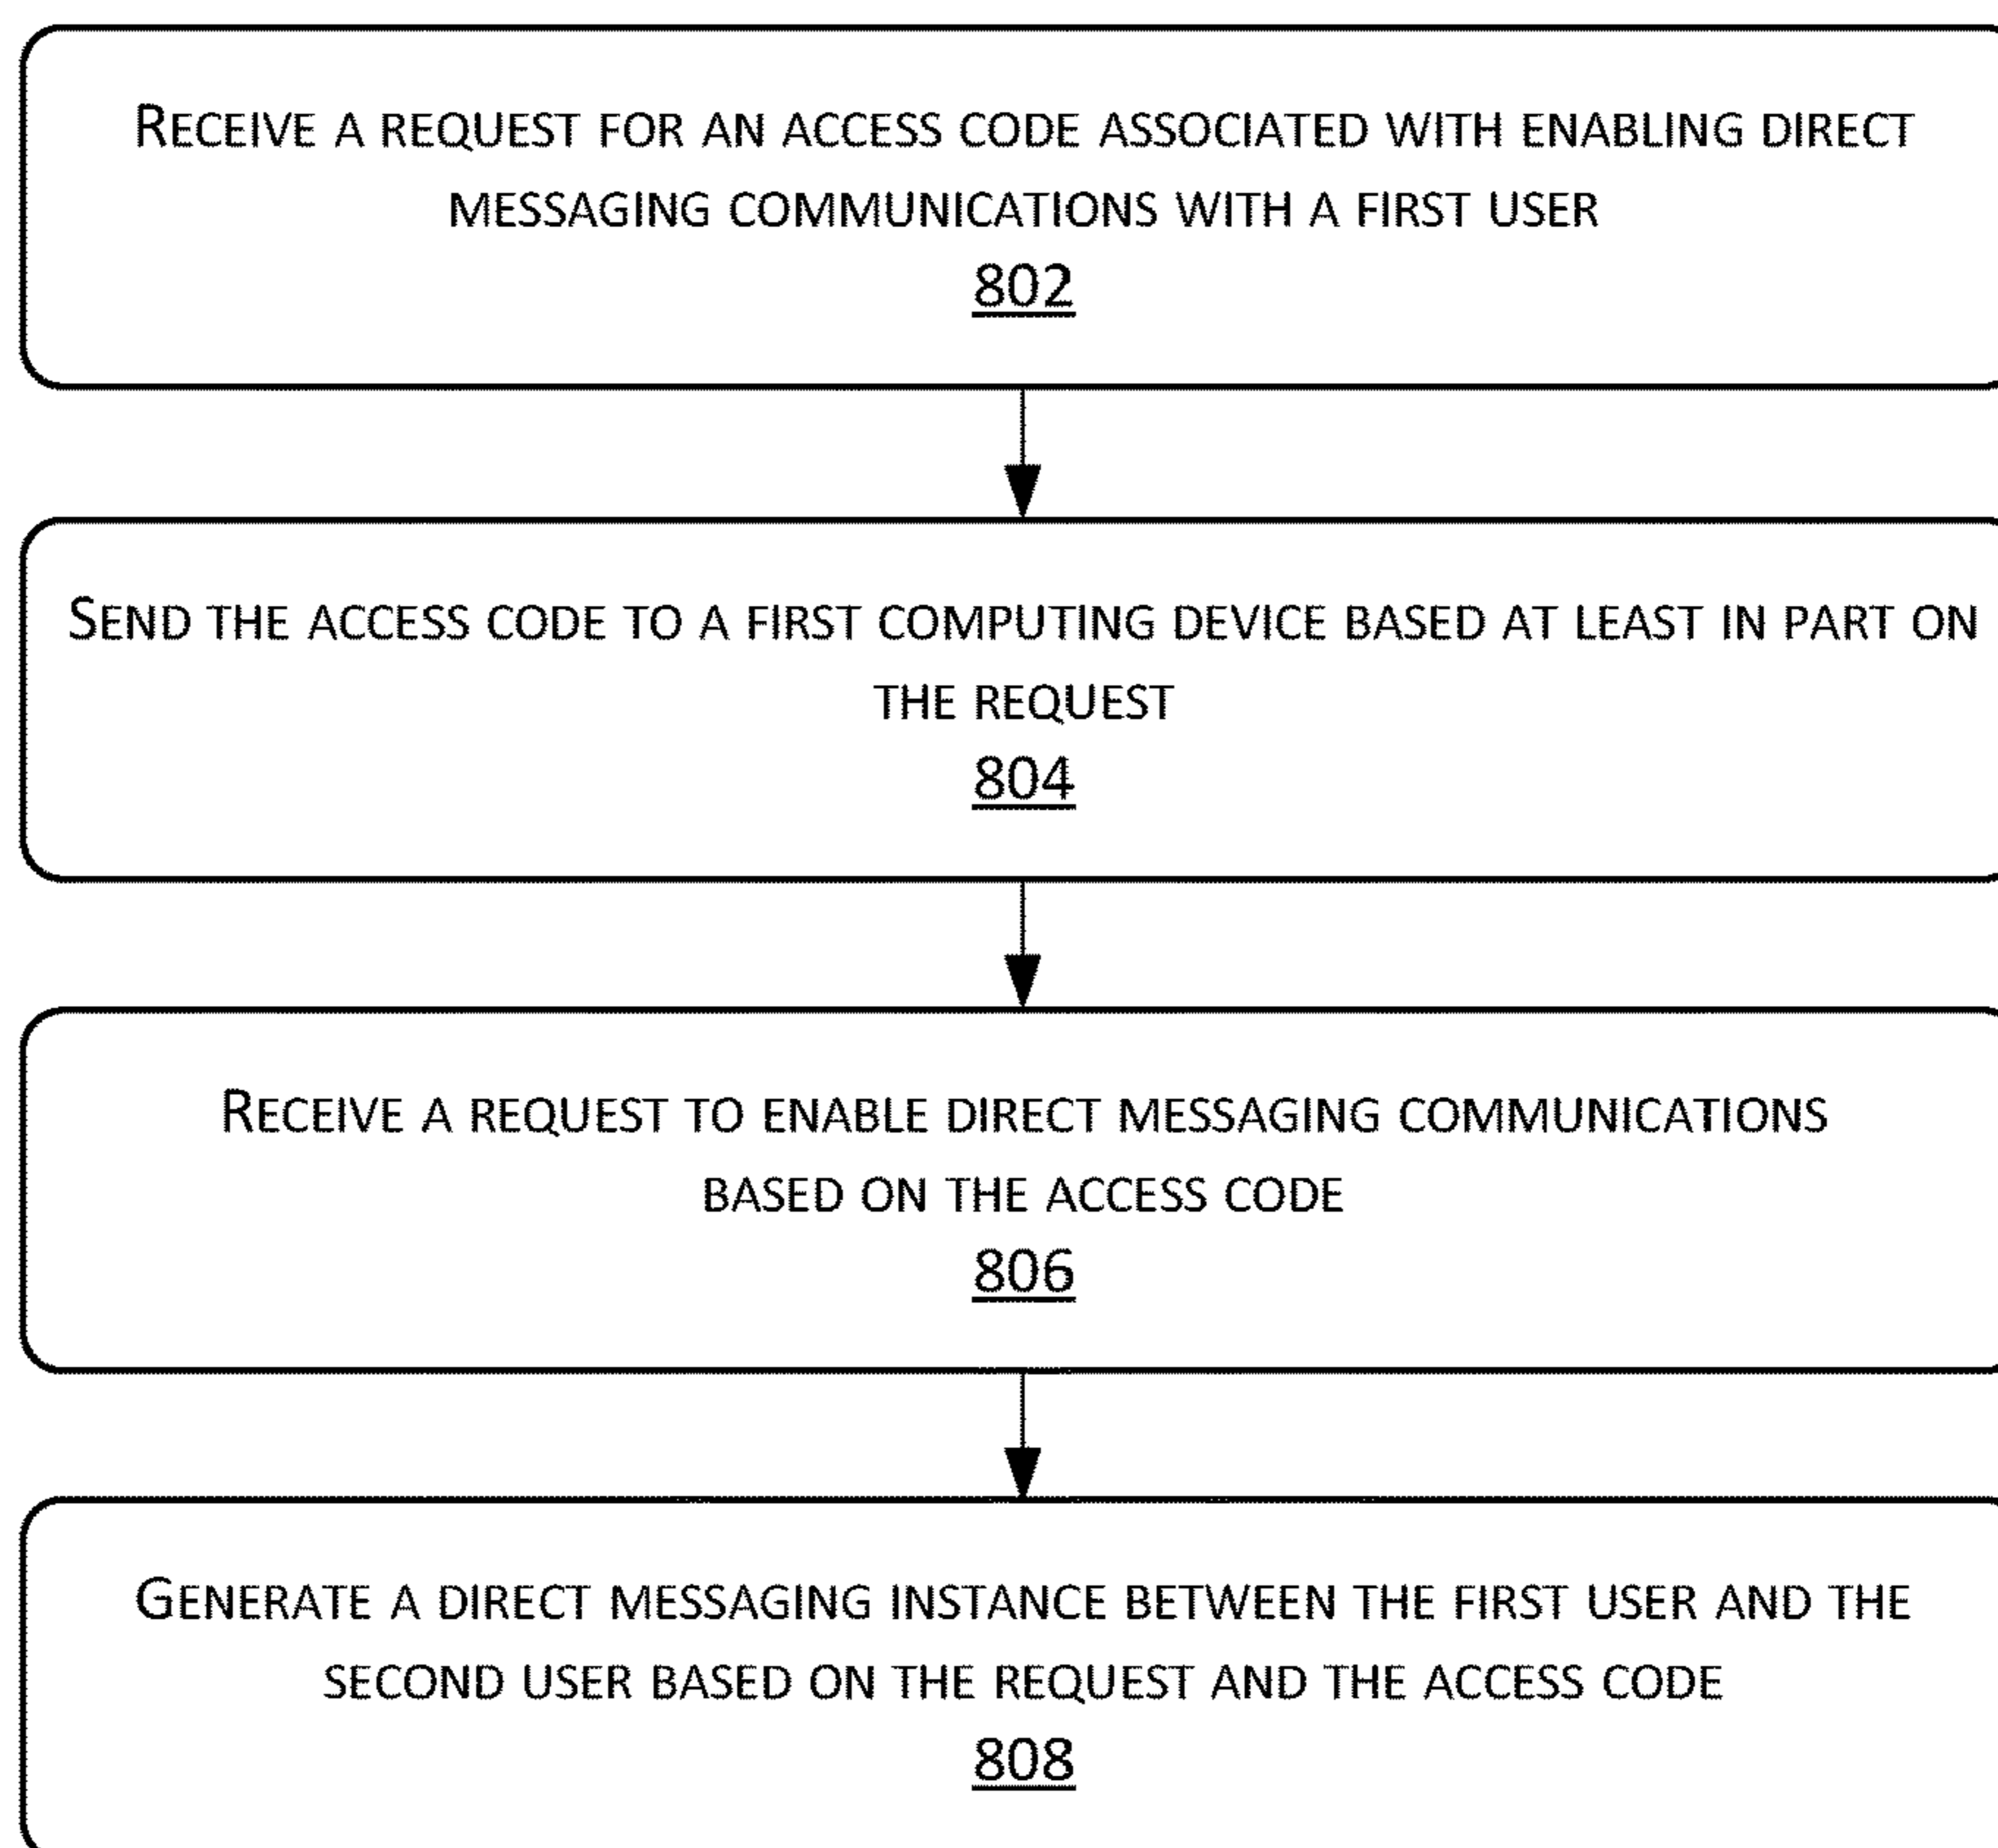 RECEIVE A REQUEST FOR AN ACCESS CODE ASSOCIATED WITH ENABLING DIRECT
MESSAGING COMMUNICATIONS WITH A FIRST USER
802
SEND THE ACCESS CODE TO A FIRST COMPUTING DEVICE BASED AT LEAST IN PART ON
THE REQUEST
804
RECEIVE A REQUEST TO ENABLE DIRECT MESSAGING COMMUNICATIONS
BASED ON THE ACCESS CODE
806
GENERATE A DIRECT MESSAGING INSTANCE BETWEEN THE FIRST USER AND THE
SECOND USER BASED ON THE REQUEST AND THE ACCESS CODE
808